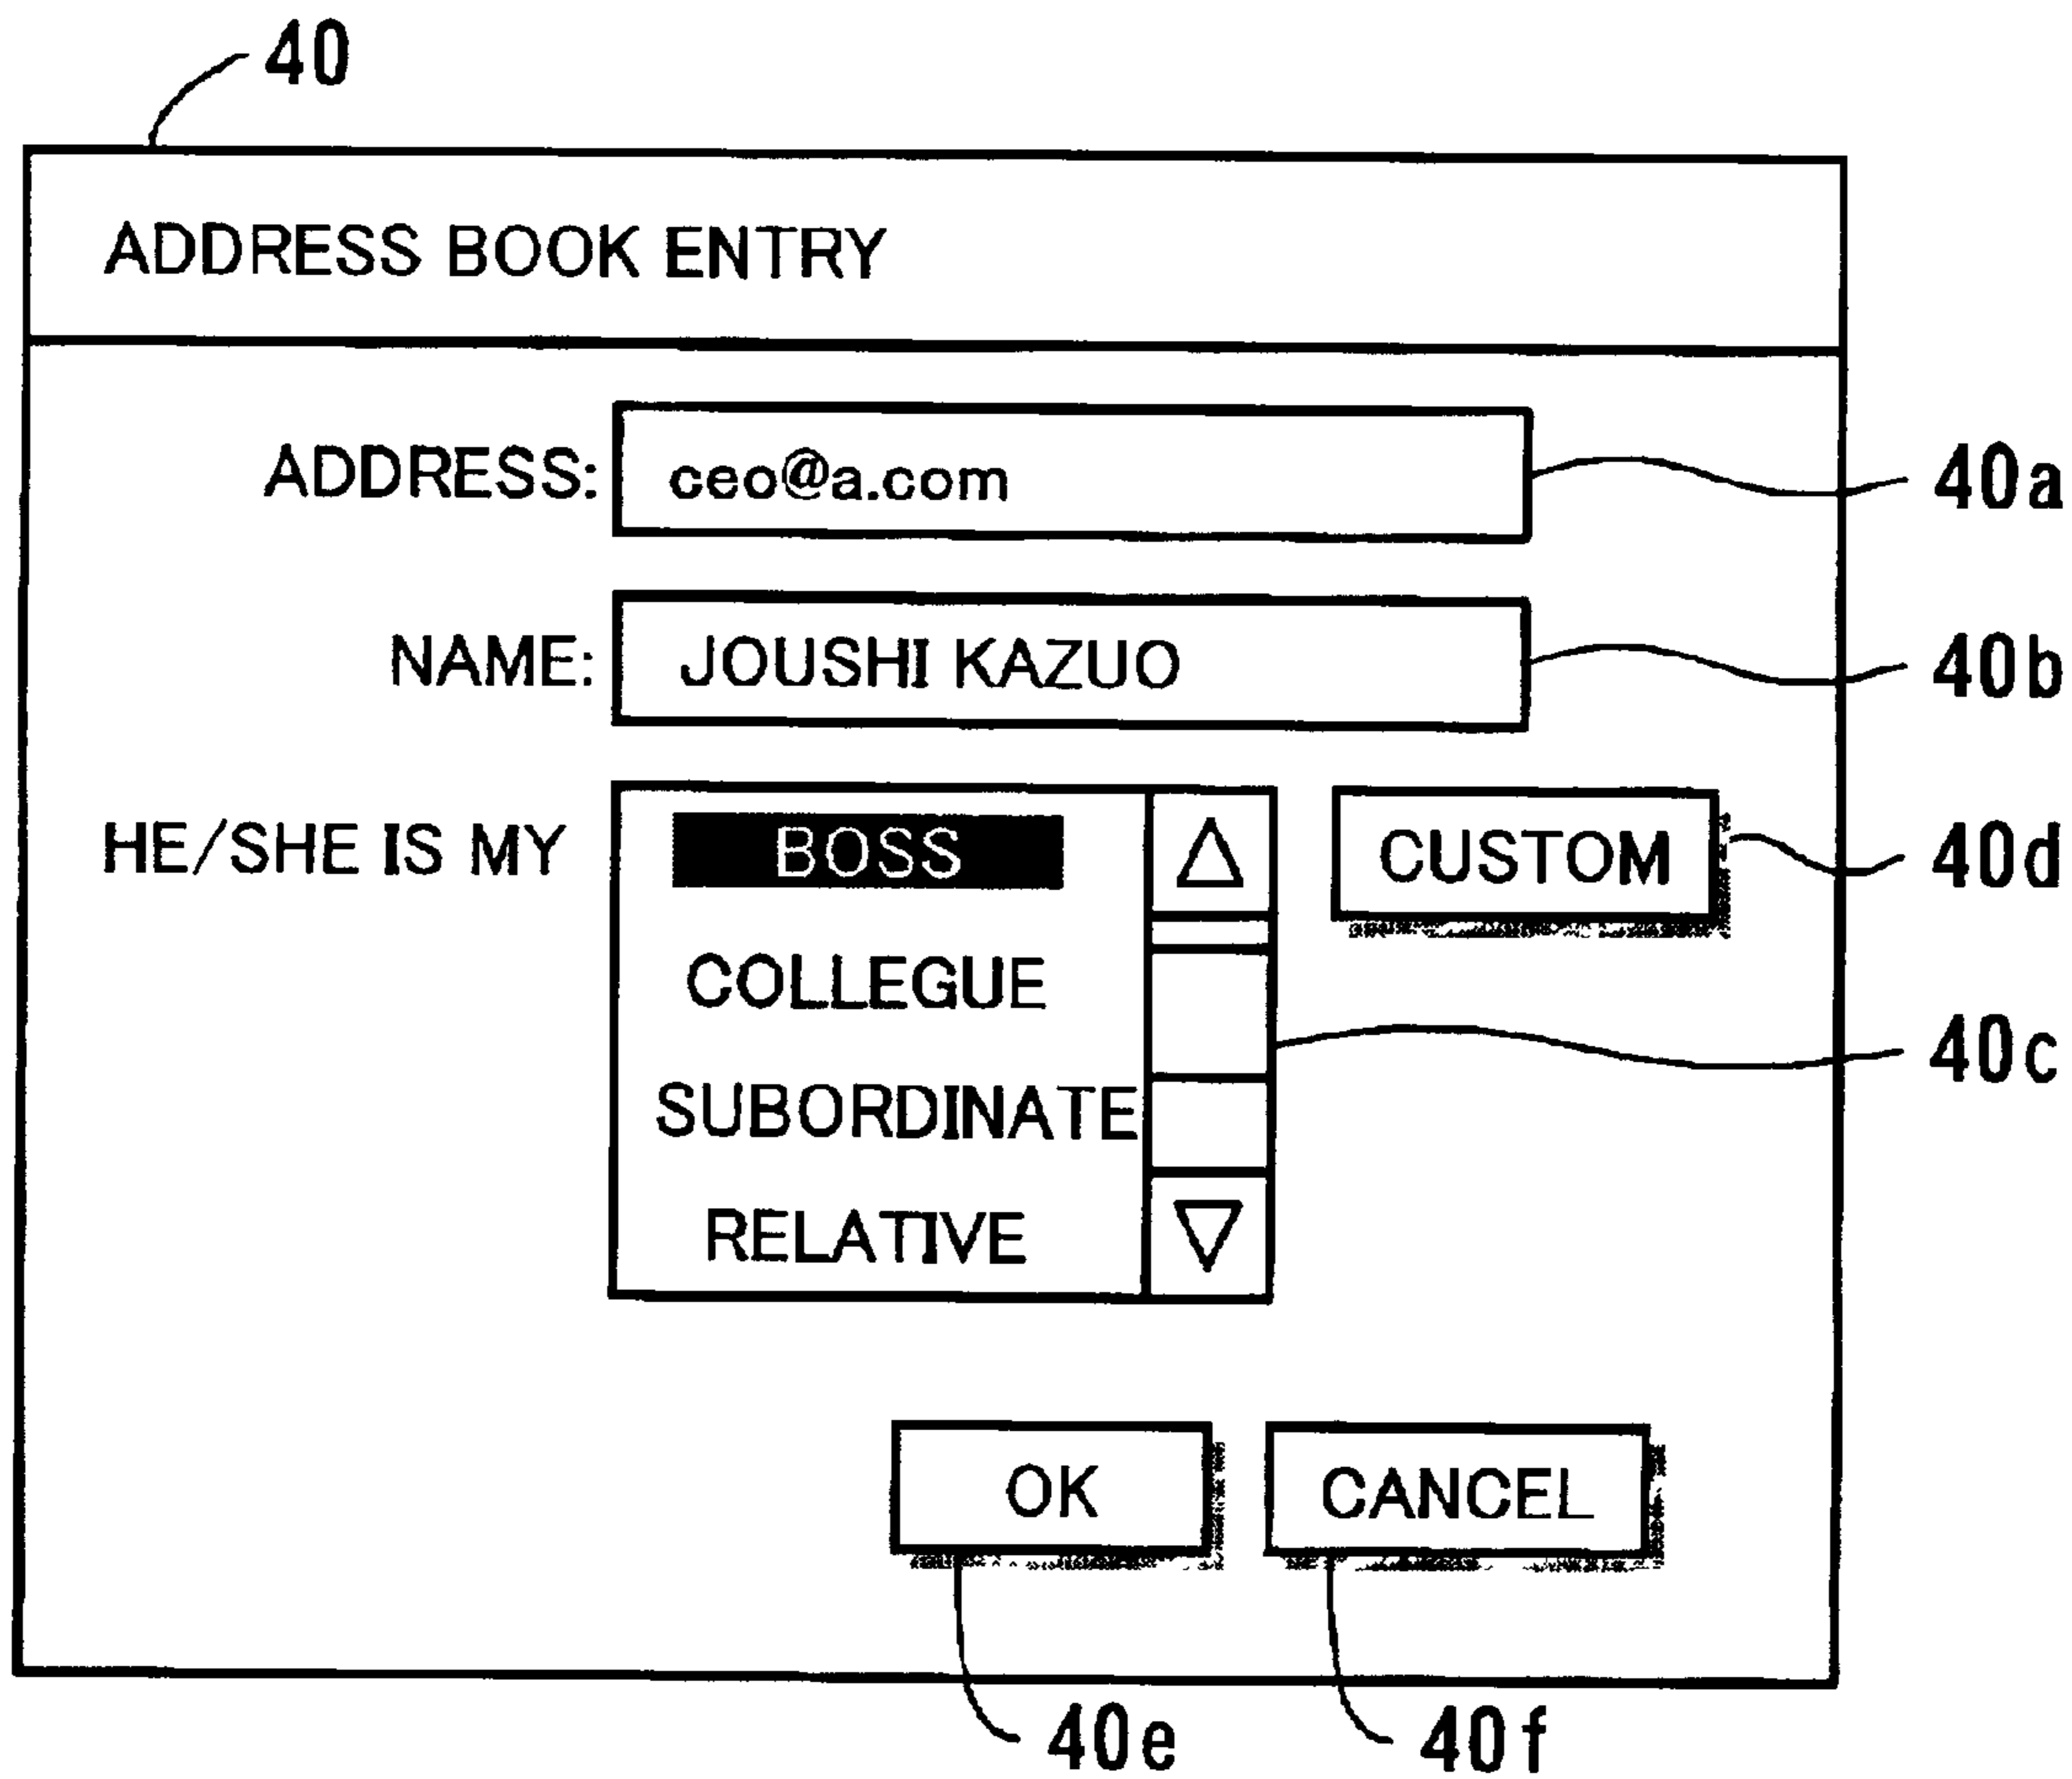 40
ADDRESS BOOK ENTRY
ADDRESS: ceo@a.com 40a
NAME: JOUSHI KAZUO 40b
HE/SHE IS MY BOSS CUSTOM 40d
COLLEGUE
40c
SUBORDINATE
RELATIVE
OK CANCEL
40e 40f